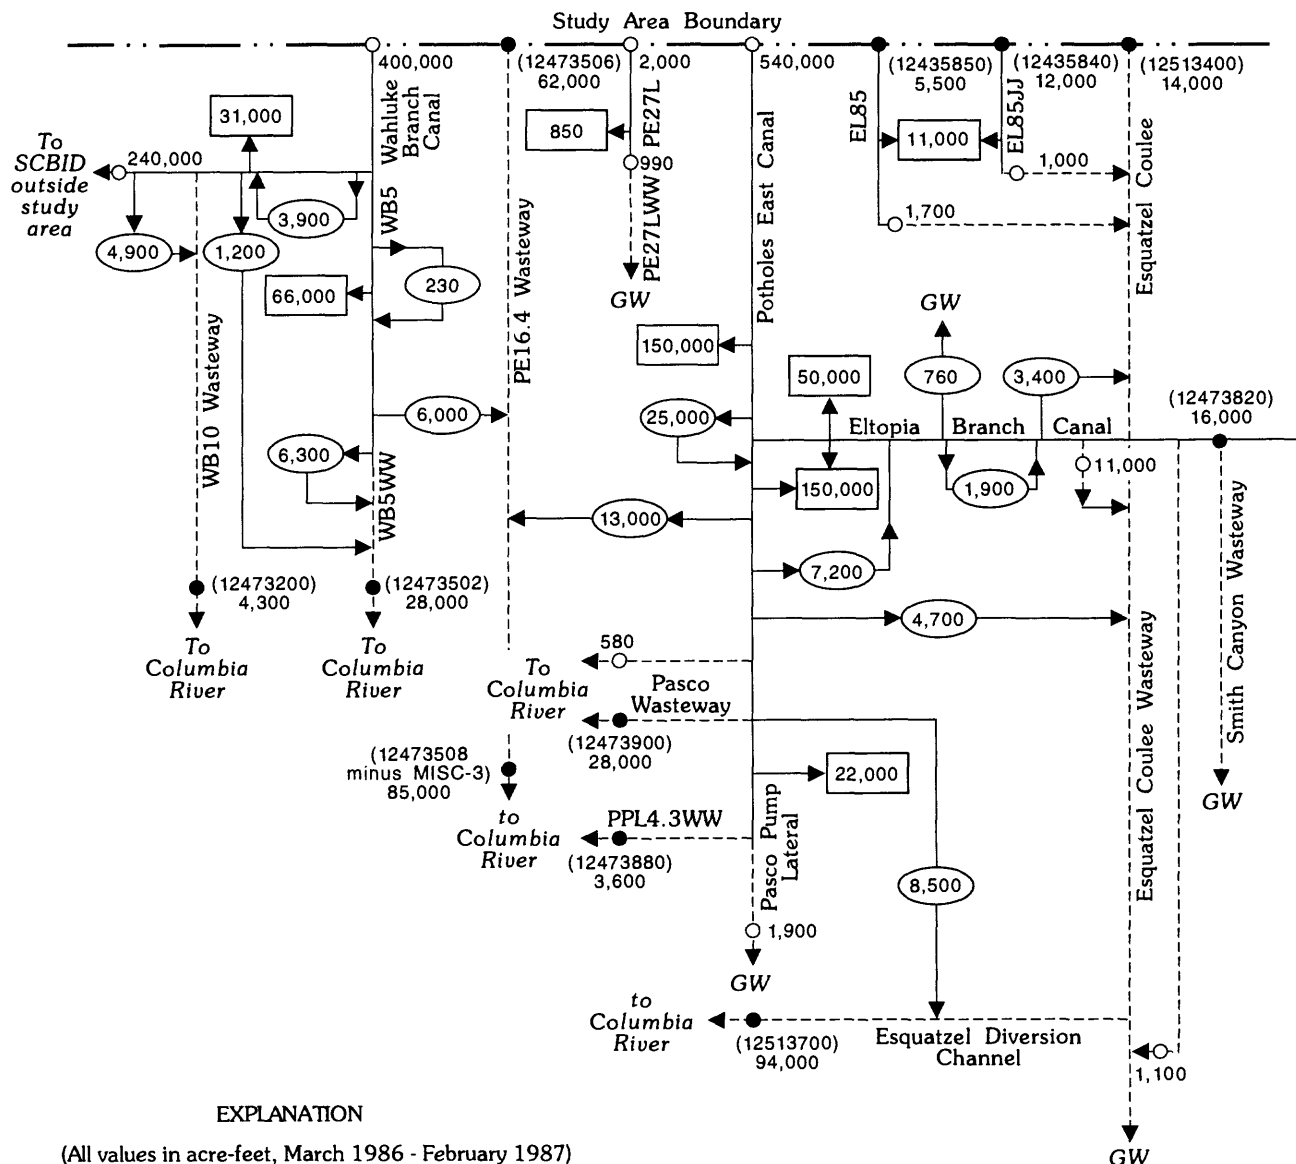 Study Area Boundary
400,000
(12473506)
62,000
2,000
540,000
(12435850)
5,500
(12435840)
12,000
(12513400)
14,000
Wahluke
Branch
Canal
31,000
850
PE27L
EL85
11,000
EL85JJ
To
SCBID
outside
study
area
240,000
990
1,000
Esquatzel Coulee
3,900
WB5
1,700
4,900
1,200
230
66,000
PE16.4 Wasteway
PE27LWW
GW
Potholes East Canal
GW
150,000
50,000
760
3,400
(12473820)
16,000
WB10 Wasteway
6,000
25,000
Eltopia Branch Canal
6,300
WB5WW
150,000
1,900
11,000
13,000
7,200
(12473200)
4,300
(12473502)
28,000
4,700
To
Columbia
River
To
Columbia
River
580
To
Columbia
River
Pasco
Wasteway
(12473900)
28,000
Esquatzel Coulee Wasteway
Smith Canyon Wasteway
(12473508
minus MISC-3)
85,000
22,000
GW
to
Columbia
River
PPL4.3WW
(12473880)
3,600
Pasco Pump
Lateral
8,500
1,900
GW
to
Columbia
River
(12513700)
94,000
Esquatzel Diversion
Channel
1,100
GW
EXPLANATION
(All values in acre-feet, March 1986 - February 1987)